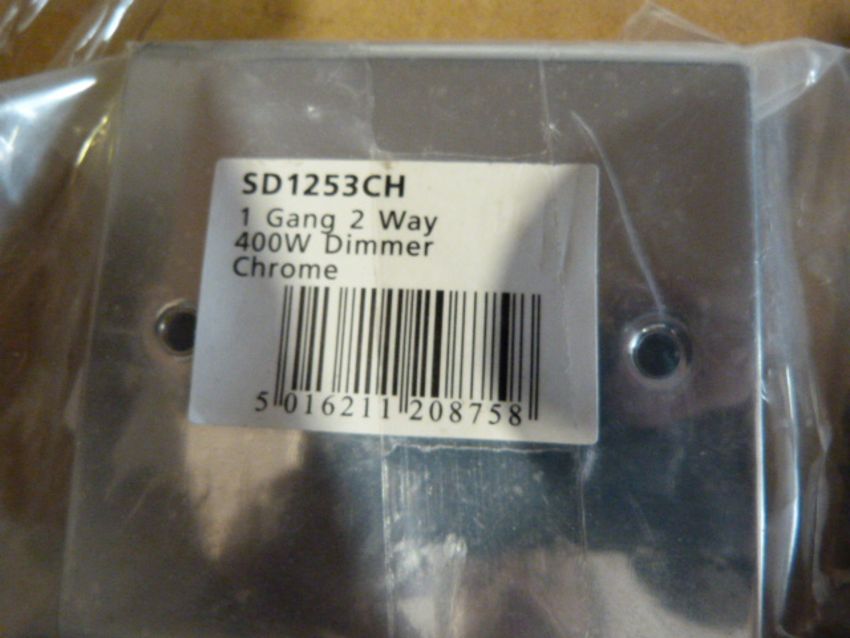 SD1253CH
1 Gang 2 Way
400W Dimmer
Chrome
5 016211 208758